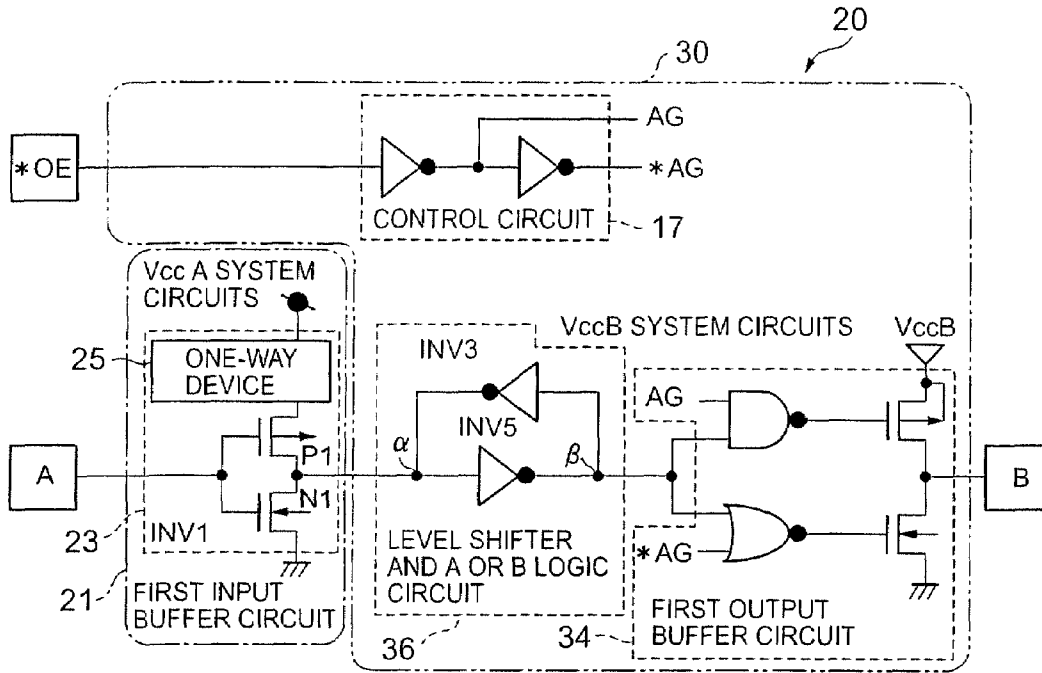 20
30
AG
*OE
*AG
CONTROL CIRCUIT
17
Vcc A SYSTEM
CIRCUITS
VccB SYSTEM CIRCUITS
VccB
25
ONE-WAY
DEVICE
INV3
AG
INV5
α
β
P1
A
N1
B
23
INV1
*AG
LEVEL SHIFTER
AND A OR B LOGIC
CIRCUIT
21
FIRST INPUT
BUFFER CIRCUIT
36
34
FIRST OUTPUT
BUFFER CIRCUIT